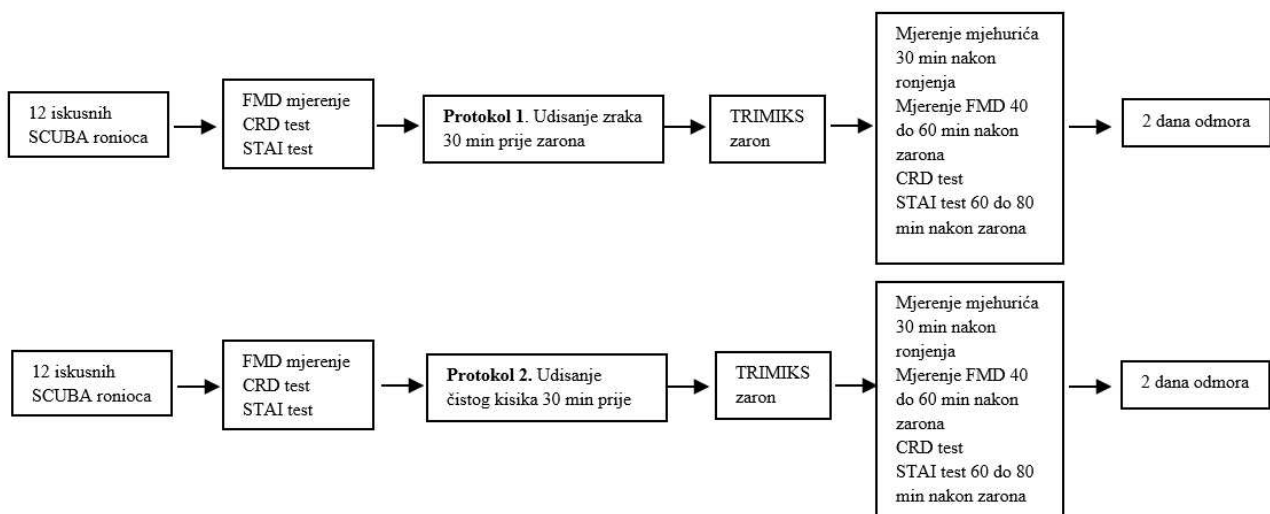 12 iskusnih
SCUBA ronioca
FMD mjerenje
CRD test
STAI test
Protokol 1. Udisanje zraka
30 min prije zarona
TRIMIKS
zaron
Mjerenje mjehurića
30 min nakon
ronjenja
Mjerenje FMD 40
do 60 min nakon
zarona
CRD test
STAI test 60 do 80
min nakon zarona
2 dana odmora
12 iskusnih
SCUBA ronioca
FMD mjerenje
CRD test
STAI test
Protokol 2. Udisanje
čistog kisika 30 min prije
TRIMIKS
zaron
Mjerenje mjehurića
30 min nakon
ronjenja
Mjerenje FMD 40
do 60 min nakon
zarona
CRD test
STAI test 60 do 80
min nakon zarona
2 dana odmora